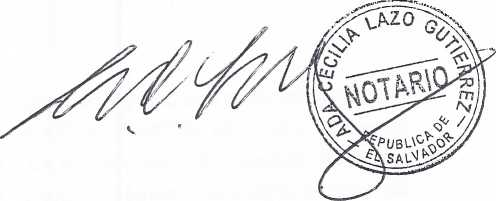 ADA CECILIA LAZO GUTIERREZ
NOTARIO
REPUBLICA DE
EL SALVADOR